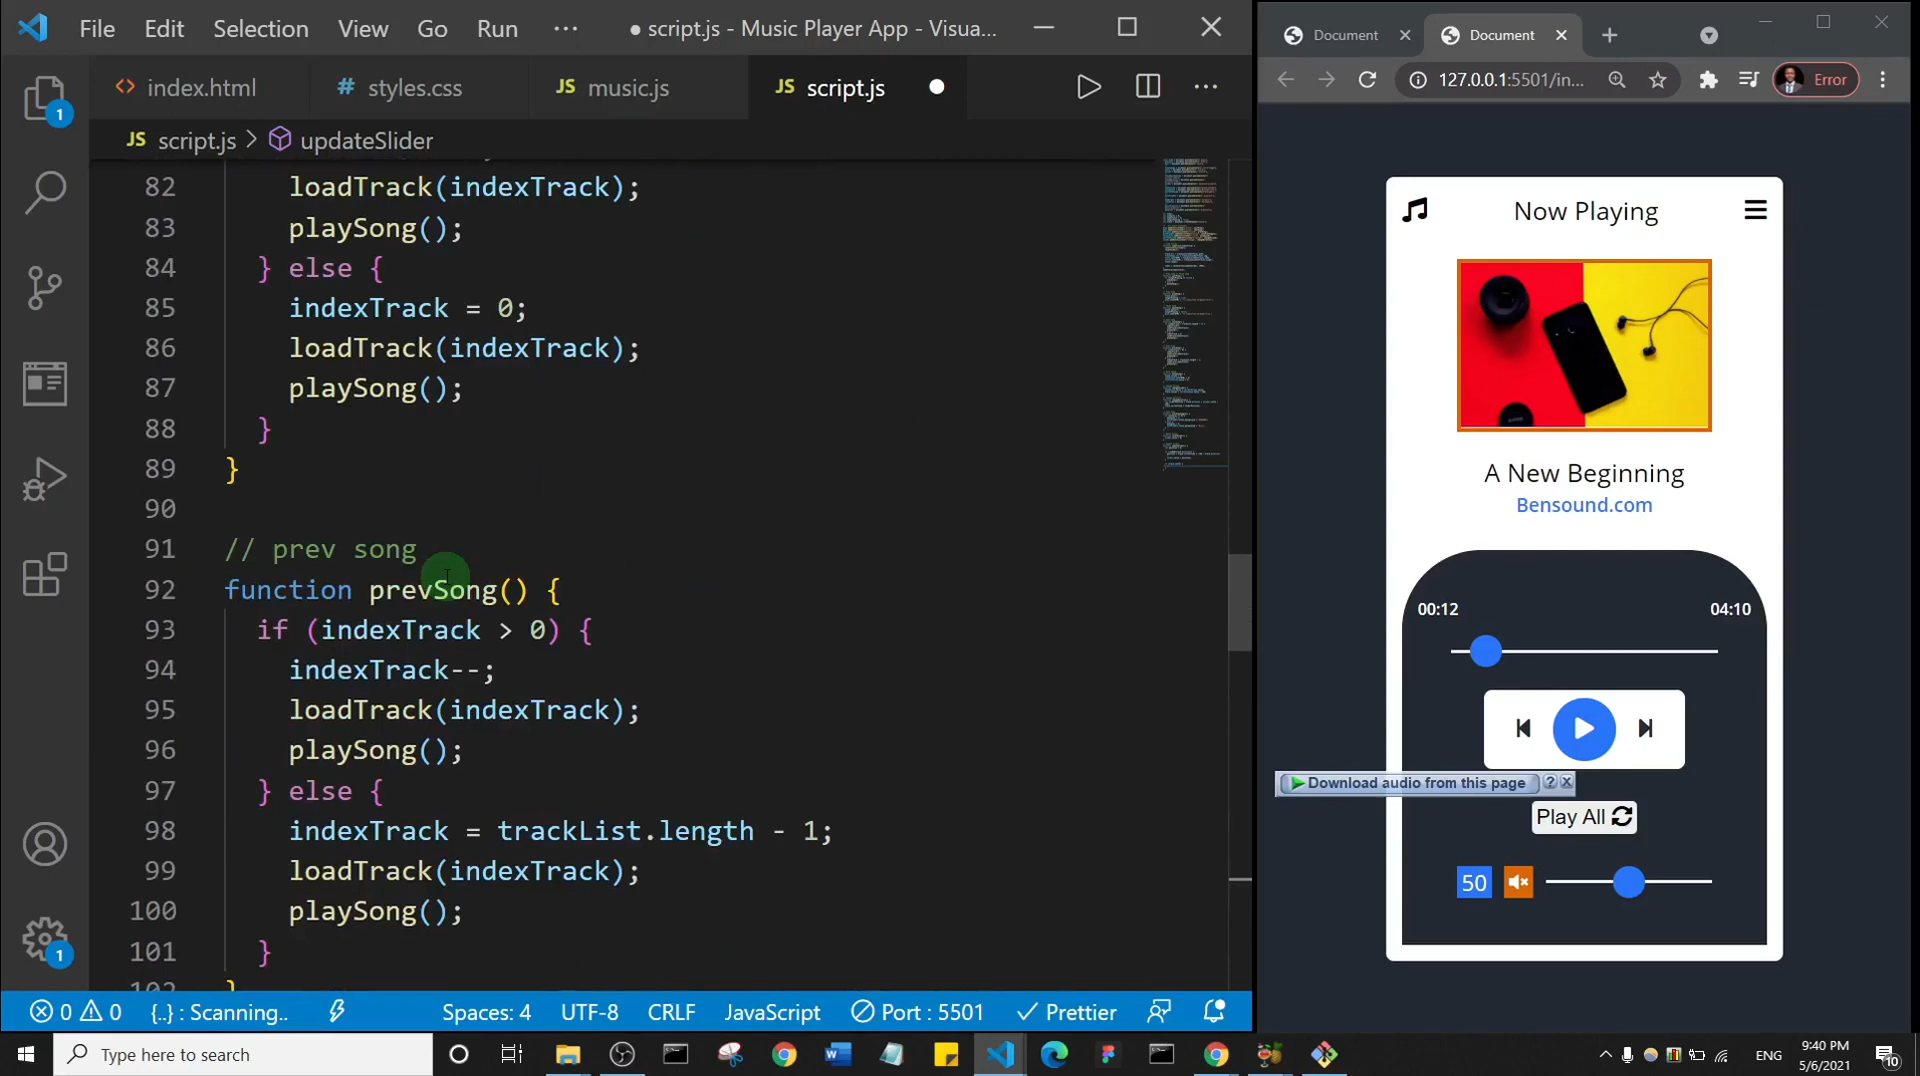 File Edit Selection View Go Run ··· ● script.js - Music Player App - Visua...
index.html # styles.css JS music.js JS script.js
JS script.js > updateSlider
82 loadTrack(indexTrack);
83 playSong();
84 } else {
85 indexTrack = 0;
86 loadTrack(indexTrack);
87 playSong();
88 }
89 }
90
91 // prev song
92 function prevSong() {
93 if (indexTrack > 0) {
94 indexTrack--;
95 loadTrack(indexTrack);
96 playSong();
97 } else {
98 indexTrack = trackList.length - 1;
99 loadTrack(indexTrack);
100 playSong();
101 }
1
1
0 0 {..} : Scanning.. Spaces: 4 UTF-8 CRLF JavaScript Port : 5501 Prettier
Document Document
127.0.0.1:5501/in... Error
Now Playing
A New Beginning
Bensound.com
00:12 04:10
Download audio from this page ?
Play All
50
Type here to search
ENG
9:40 PM
5/6/2021
10